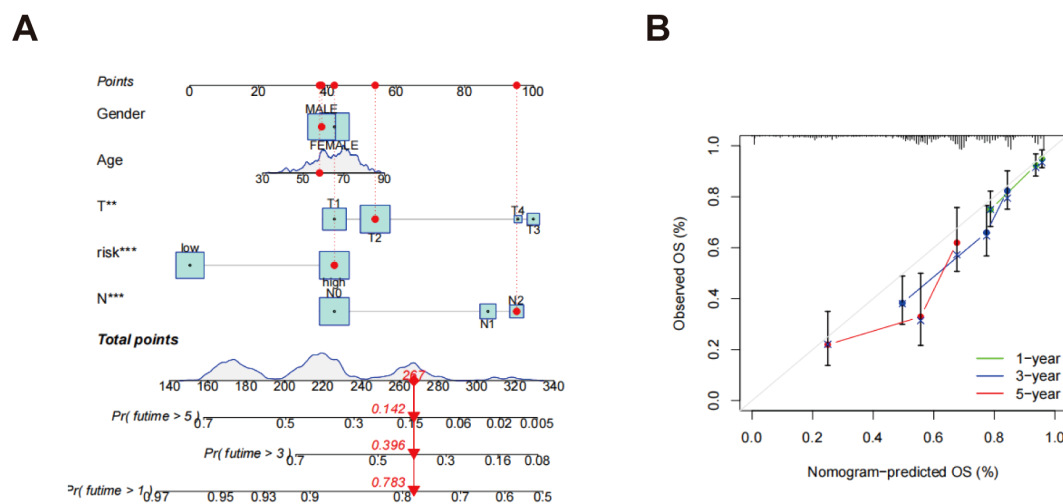 A
B
Points
0 20 40 60 80 100
Gender
MALE
FEMALE
Age
30 50 70 90
T**
T1
T2
T4
T3
risk***
low
high
N***
N0
N1
N2
Total points
267
140 160 180 200 220 240 260 280 300 320 340
0.142
Pr( futime > 5)
0.7 0.5 0.3 0.15 0.06 0.02 0.005
0.396
Pr( futime > 3)
0.7 0.5 0.3 0.16 0.08
0.783
Pr( futime > 1)
0.97 0.95 0.93 0.9 0.8 0.7 0.6 0.5
Observed OS (%)
1.0
0.8
0.6
0.4
0.2
0.0
1-year
3-year
5-year
0.0 0.2 0.4 0.6 0.8 1.0
Nomogram-predicted OS (%)